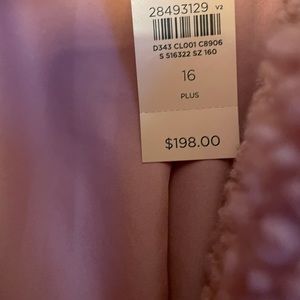 28493129 V2
D343 CL001 C8906
S 516322 SZ 160
16
PLUS
$198.00